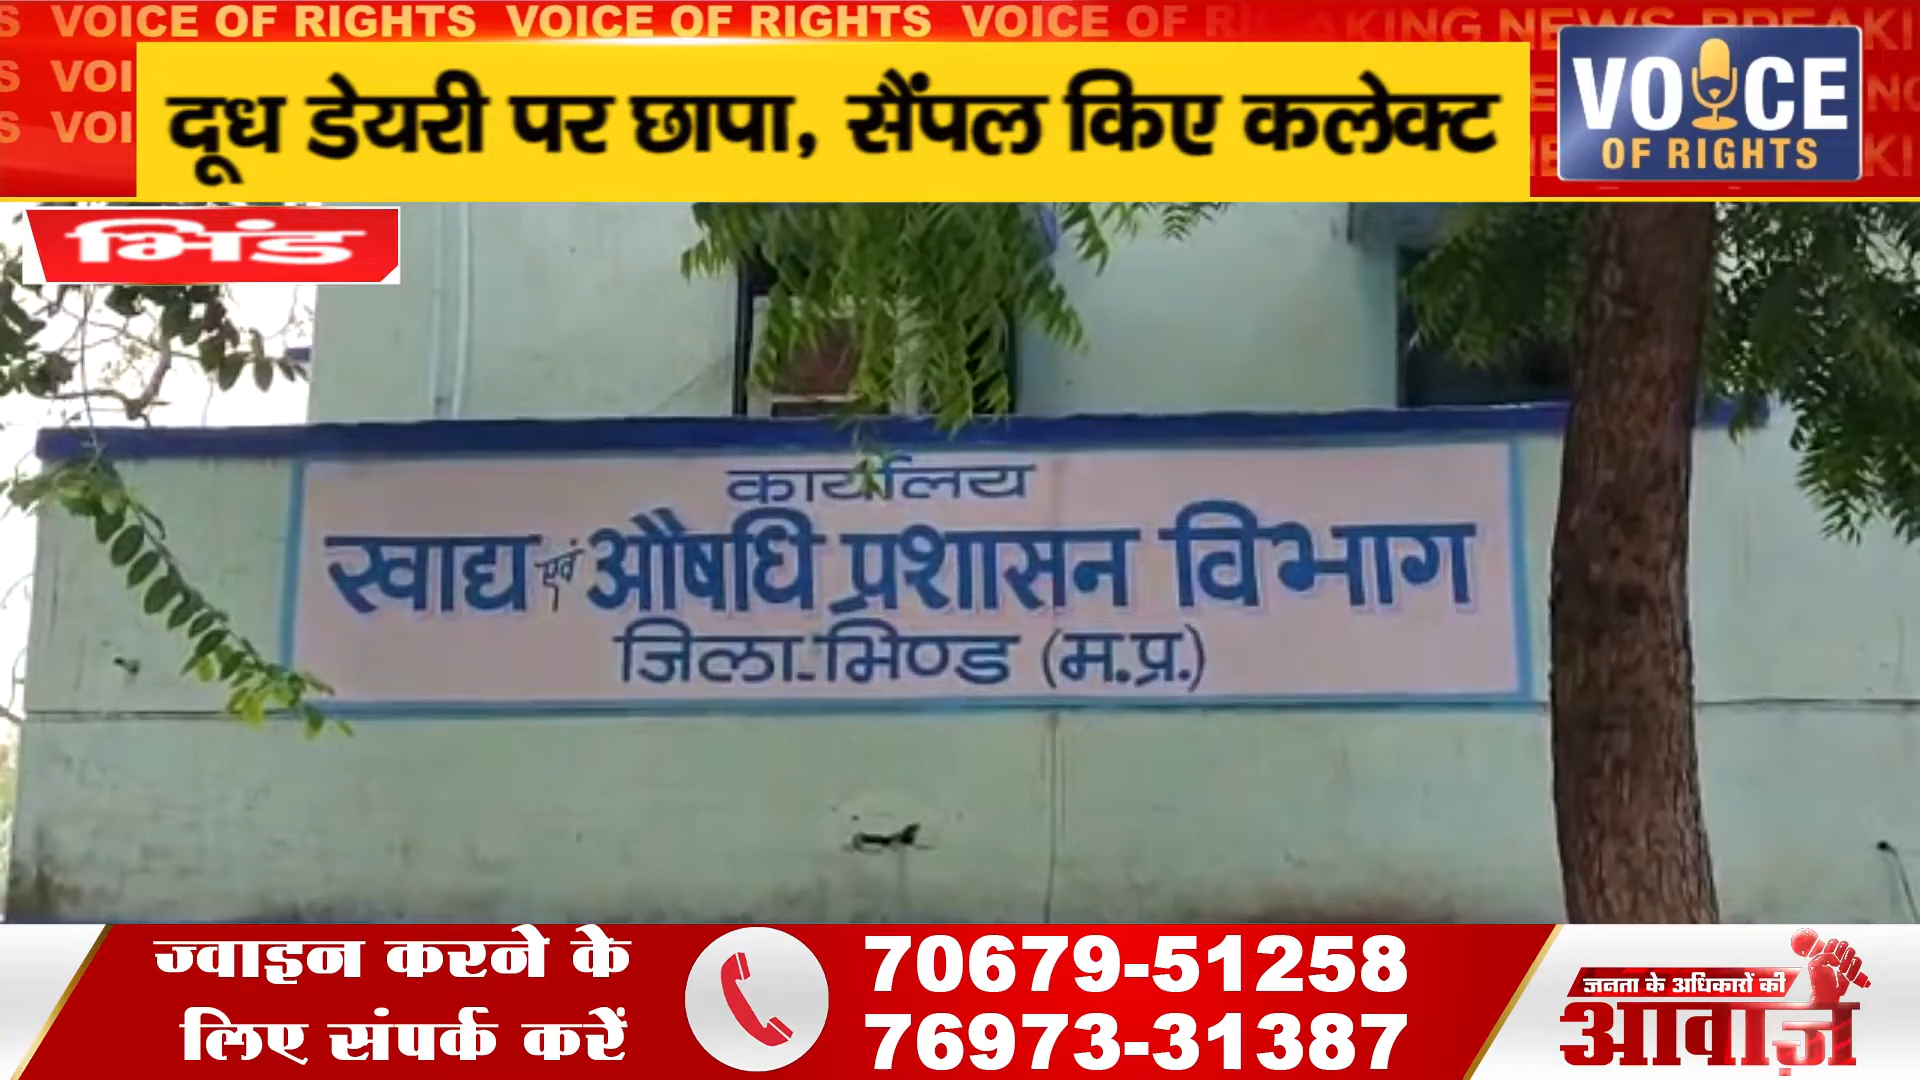 VOICE OF RIGHTS VOICE OF RIGHTS VOICE OF
दूध डेयरी पर छापा, सैंपल किए कलेक्ट
VOICE
OF RIGHTS
भिंड
कार्यालय
खाद्य एवं औषधि प्रशासन विभाग
जिला-भिण्ड (म.प्र.)
ज्वाइन करने के
लिए संपर्क करें
70679-51258
76973-31387
जनता के अधिकारों की
आवाज़